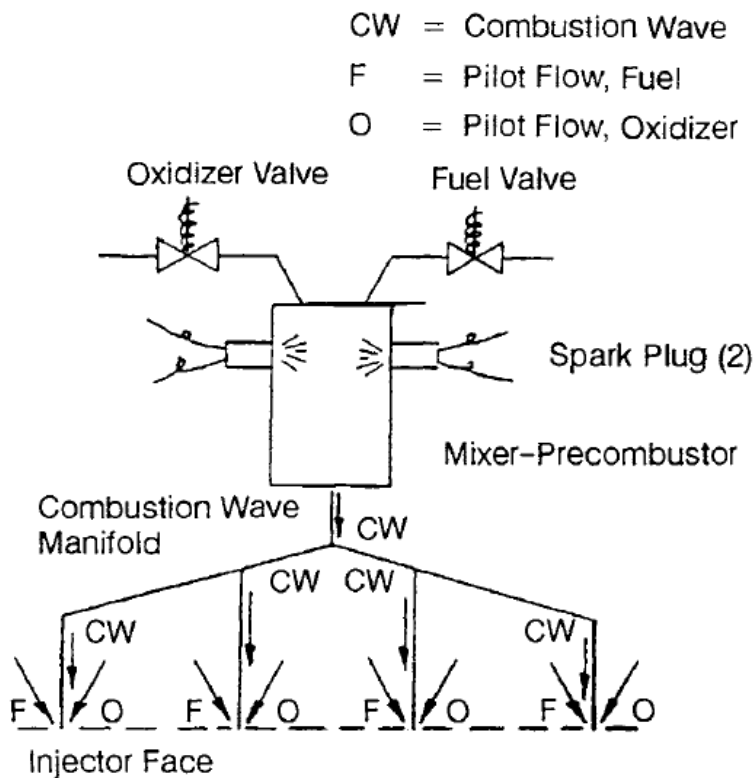 CW = Combustion Wave
F = Pilot Flow, Fuel
O = Pilot Flow, Oxidizer
Oxidizer Valve
Fuel Valve
Spark Plug (2)
Mixer-Precombustor
Combustion Wave
Manifold
CW
CW
CW
CW
CW
F
O
F
O
F
O
F
O
Injector Face